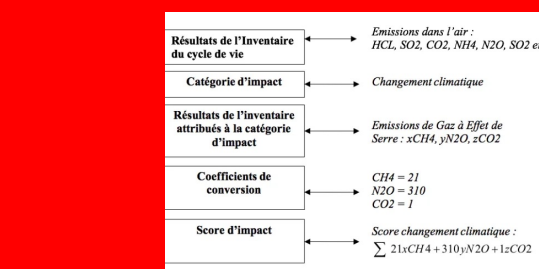 Résultats de l'Inventaire
du cycle de vie
Emissions dans l'air :
HCL, SO2, CO2, NH4, N2O, SO2
Catégorie d'impact
Changement climatique
Résultats de l'inventaire
attribués à la catégorie
d'impact
Emissions de Gaz à Effet de
Serre : xCH4, yN2O, zCO2
Coefficients de
conversion
CH4 = 21
N2O = 310
CO2 = 1
Score d'impact
Score changement climatique :
∑ 21xCH4 + 310yN2O + 1zCO2